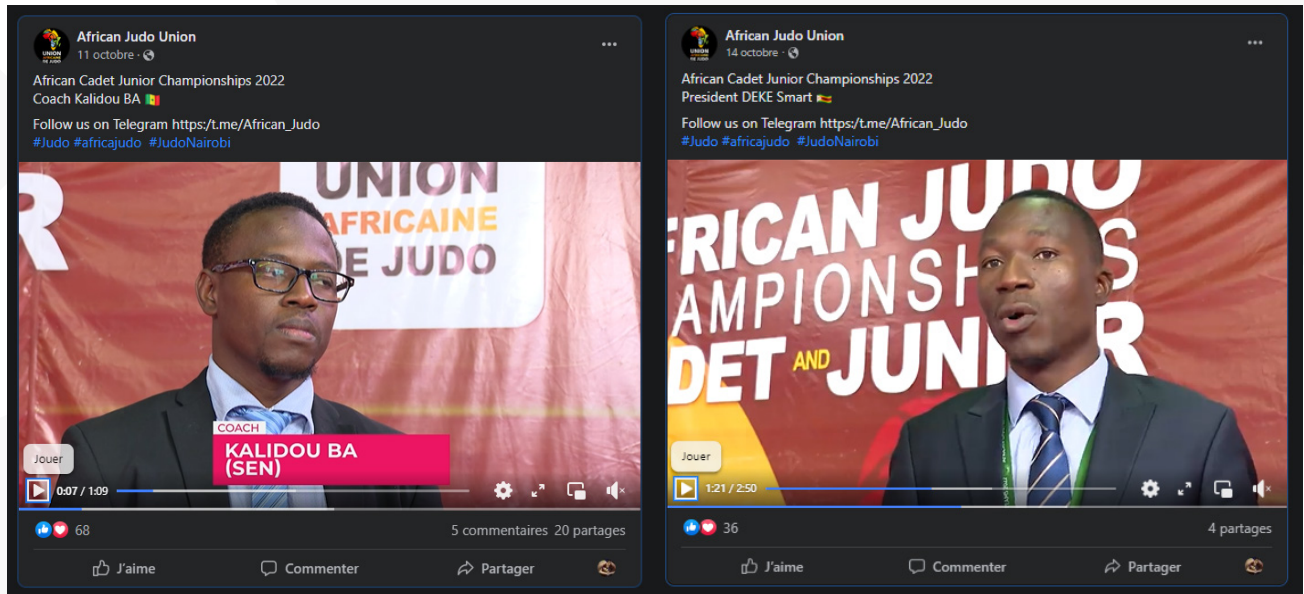 African Judo Union
11 octobre ·
African Cadet Junior Championships 2022
Coach Kalidou BA
Follow us on Telegram https:/t.me/African_Judo
#Judo #africajudo #JudoNairobi
R
UNION
AFRICAINE
DE JUDO
COACH
KALIDOU BA
(SEN)
Jouer
0:07 / 1:09
68
5 commentaires 20 partages
J'aime
Commenter
Partager
African Judo Union
14 octobre ·
African Cadet Junior Championships 2022
President DEKE Smart
Follow us on Telegram https:/t.me/African_Judo
#Judo #africajudo #JudoNairobi
FRICAN JUDO
AMPIONSH S
DET AND JUNI R
Jouer
1:21 / 2:50
36
4 partages
J'aime
Commenter
Partager